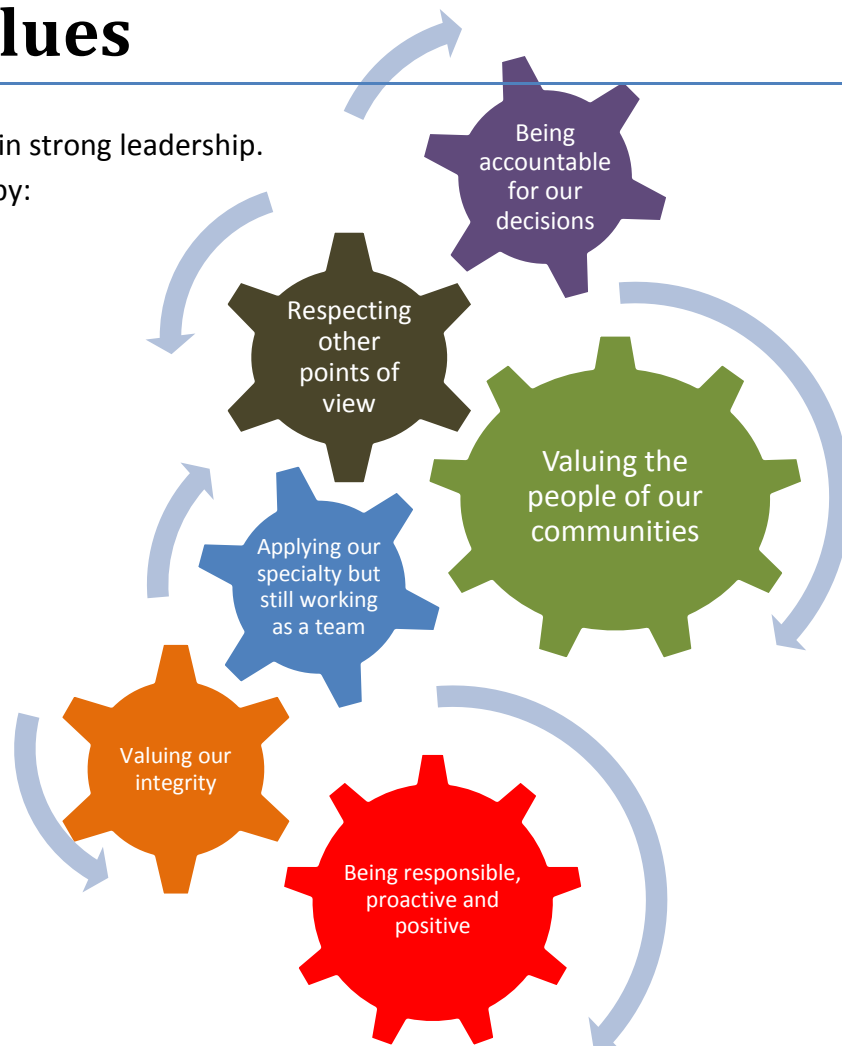 lues
in strong leadership.
by:
Being
accountable
for our
decisions
Respecting
other
points of
view
Valuing the
people of our
communities
Applying our
specialty but
still working
as a team
Valuing our
integrity
Being responsible,
proactive and
positive